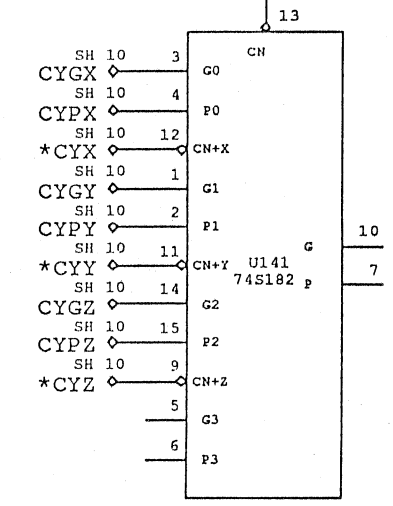 13
CN
SH 10 3
CYGX G0
SH 10 4
CYPX P0
SH 10 12
*CYX CN+X
SH 10 1
CYGY G1
SH 10 2
CYPY P1
SH 10 11
*CYY CN+Y
SH 10 14
CYGZ G2
SH 10 15
CYPZ P2
SH 10 9
*CYZ CN+Z
5
G3
6
P3
U141
74S182
G 10
P 7